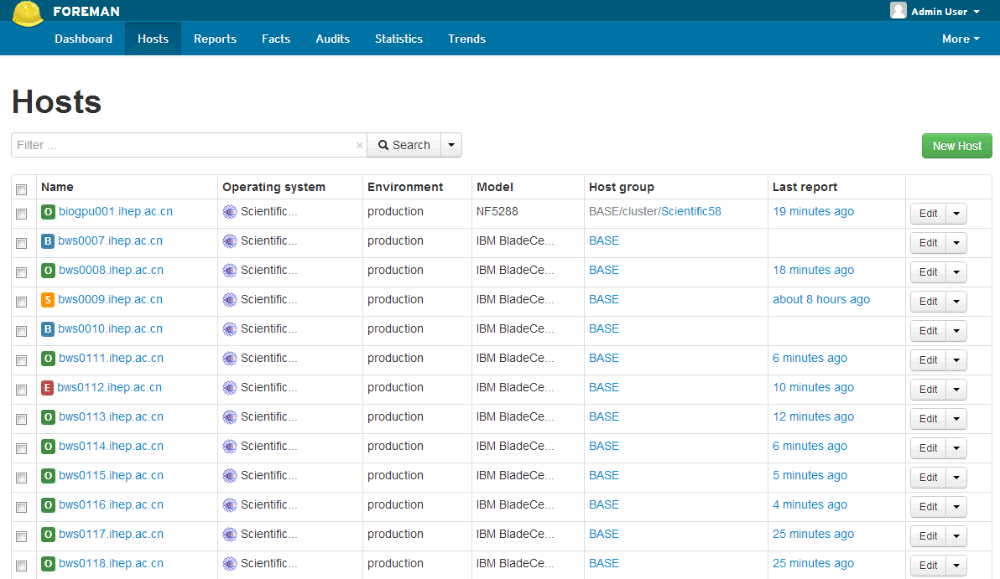 FOREMAN Admin User
Dashboard Hosts Reports Facts Audits Statistics Trends More
Hosts
Filter ... × Search New Host
Name Operating system Environment Model Host group Last report
O biogpu001.ihep.ac.cn Scientific... production NF5288 BASE/cluster/Scientific58 19 minutes ago Edit
B bws0007.ihep.ac.cn Scientific... production IBM BladeCe... BASE Edit
O bws0008.ihep.ac.cn Scientific... production IBM BladeCe... BASE 18 minutes ago Edit
S bws0009.ihep.ac.cn Scientific... production IBM BladeCe... BASE about 8 hours ago Edit
B bws0010.ihep.ac.cn Scientific... production IBM BladeCe... BASE Edit
O bws0111.ihep.ac.cn Scientific... production IBM BladeCe... BASE 6 minutes ago Edit
E bws0112.ihep.ac.cn Scientific... production IBM BladeCe... BASE 10 minutes ago Edit
O bws0113.ihep.ac.cn Scientific... production IBM BladeCe... BASE 12 minutes ago Edit
O bws0114.ihep.ac.cn Scientific... production IBM BladeCe... BASE 6 minutes ago Edit
O bws0115.ihep.ac.cn Scientific... production IBM BladeCe... BASE 5 minutes ago Edit
O bws0116.ihep.ac.cn Scientific... production IBM BladeCe... BASE 4 minutes ago Edit
O bws0117.ihep.ac.cn Scientific... production IBM BladeCe... BASE 25 minutes ago Edit
O bws0118.ihep.ac.cn Scientific... production IBM BladeCe... BASE 25 minutes ago Edit